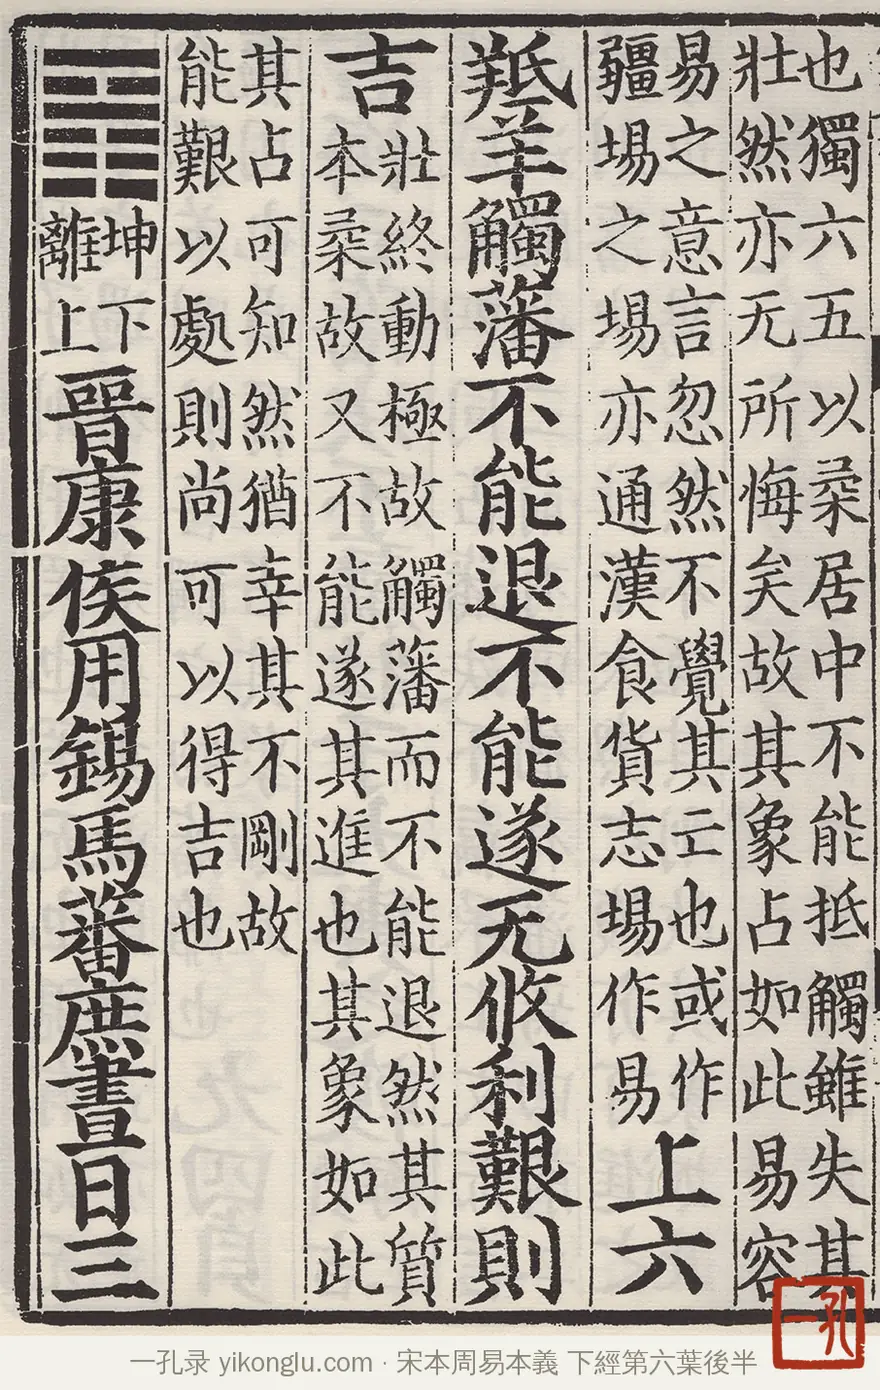 也獨六五以柔居中不能抵觸雖失其
壯然亦无所悔矣故其象占如此易容
易之意言忽然不覺其亡也或作
疆埸之埸亦通漢食貨志埸作易
上六
羝羊觸藩不能退不能遂无攸利艱則
吉
壯終動極故觸藩而不能退然其質
本柔故又不能遂其進也其象如此
其占可知然猶幸其不剛故
能艱以處則尚可以得吉也
坤下
離上
晉康侯用錫馬蕃庶晝日三
一孔
一孔录 yikonglu.com · 宋本周易本義 下經第六葉後半